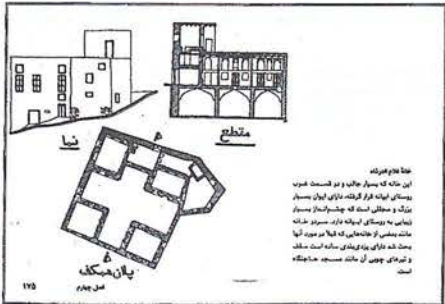 نما
مقطع
پلان همکف
خانهٔ غلام نادرشاه
این خانه که بسیار جالب و در قسمت غرب
روستای ابیانه قرار گرفته، دارای ایوان بسیار
بزرگ و مجللی است که چشم‌انداز بسیار
زیبایی به روستای ابیانه دارد. سردر خانه
مانند بعضی از خانه‌هایی که قبلاً در مورد آنها
بحث شد دارای یزدی‌بندی ساده است سقف
و تیرهای چوبی آن مانند مسجد حاجتگاه
است.
فصل چهارم
۱۷۵